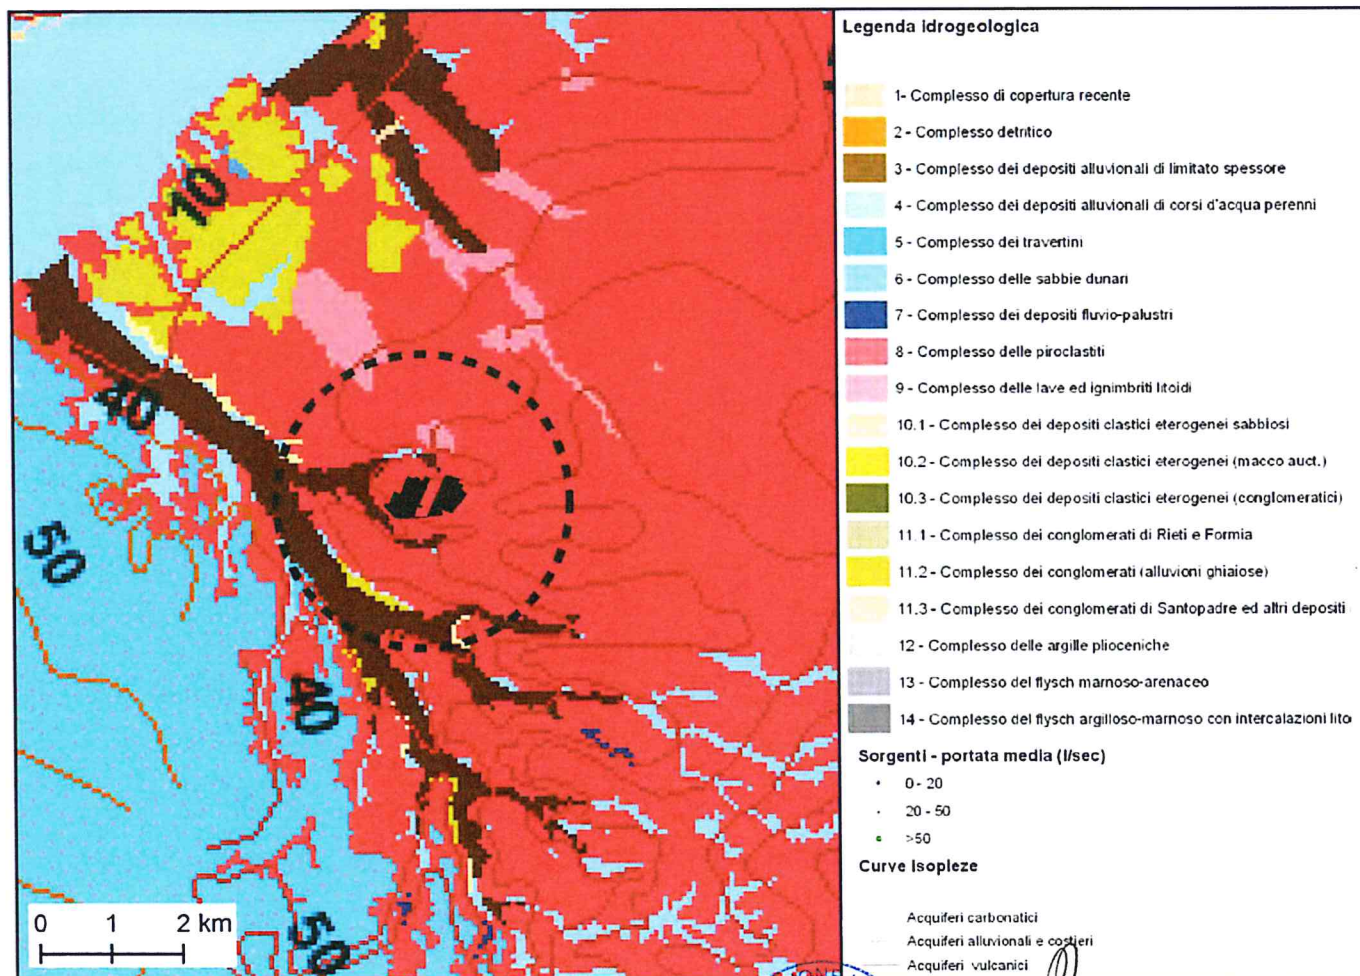 Legenda idrogeologica
1- Complesso di copertura recente
2 - Complesso detritico
3 - Complesso dei depositi alluvionali di limitato spessore
4 - Complesso dei depositi alluvionali di corsi d'acqua perenni
5 - Complesso dei travertini
6 - Complesso delle sabbie dunari
7 - Complesso dei depositi fluvio-palustri
8 - Complesso delle piroclastiti
9 - Complesso delle lave ed ignimbriti litoidi
10.1 - Complesso dei depositi clastici eterogenei sabbiosi
10.2 - Complesso dei depositi clastici eterogenei (macco auct.)
10.3 - Complesso dei depositi clastici eterogenei (conglomeratici)
11.1 - Complesso dei conglomerati di Rieti e Formia
11.2 - Complesso dei conglomerati (alluvioni ghiaiose)
11.3 - Complesso dei conglomerati di Santopadre ed altri depositi
12 - Complesso delle argille plioceniche
13 - Complesso del flysch marnoso-arenaceo
14 - Complesso del flysch argilloso-marnoso con intercalazioni lito
Sorgenti - portata media (l/sec)
0 - 20
20 - 50
>50
Curve Isopieze
Acquiferi carbonatici
Acquiferi alluvionali e costieri
Acquiferi vulcanici
10
40
50
40
50
0 1 2 km